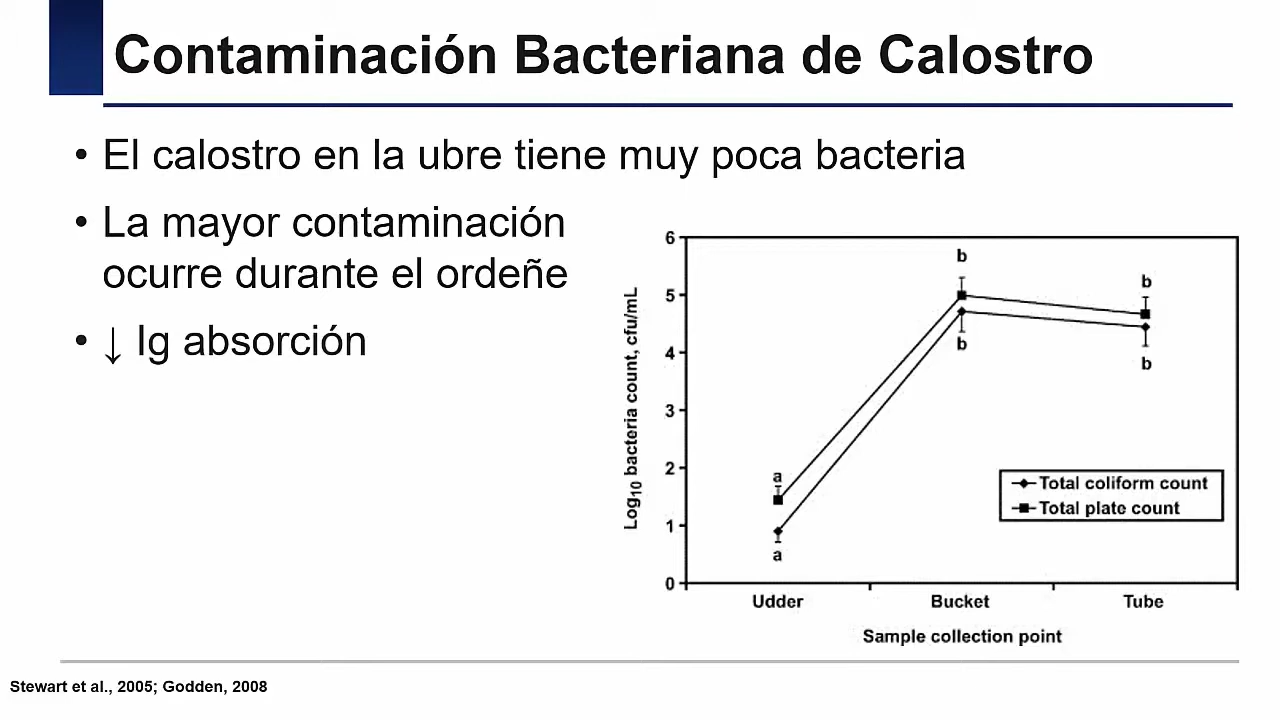 Contaminación Bacteriana de Calostro
• El calostro en la ubre tiene muy poca bacteria
• La mayor contaminación
ocurre durante el ordeñe
• ↓ Ig absorción
Log10 bacteria count, cfu/mL
6
5
4
3
2
1
0
a
a
b
b
b
b
Total coliform count
Total plate count
Udder
Bucket
Tube
Sample collection point
Stewart et al., 2005; Godden, 2008